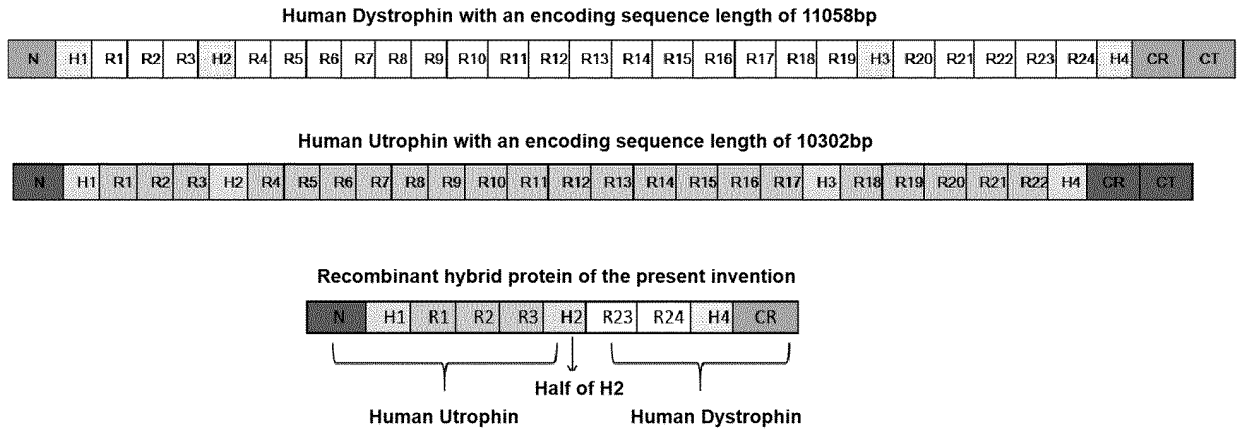 Human Dystrophin with an encoding sequence length of 11058bp
N H1 R1 R2 R3 H2 R4 R5 R6 R7 R8 R9 R10 R11 R12 R13 R14 R15 R16 R17 R18 R19 H3 R20 R21 R22 R23 R24 H4 CR CT
Human Utrophin with an encoding sequence length of 10302bp
N H1 R1 R2 R3 H2 R4 R5 R6 R7 R8 R9 R10 R11 R12 R13 R14 R15 R16 R17 H3 R18 R19 R20 R21 R22 H4 CR CT
Recombinant hybrid protein of the present invention
N H1 R1 R2 R3 H2 R23 R24 H4 CR
Half of H2
Human Utrophin Human Dystrophin